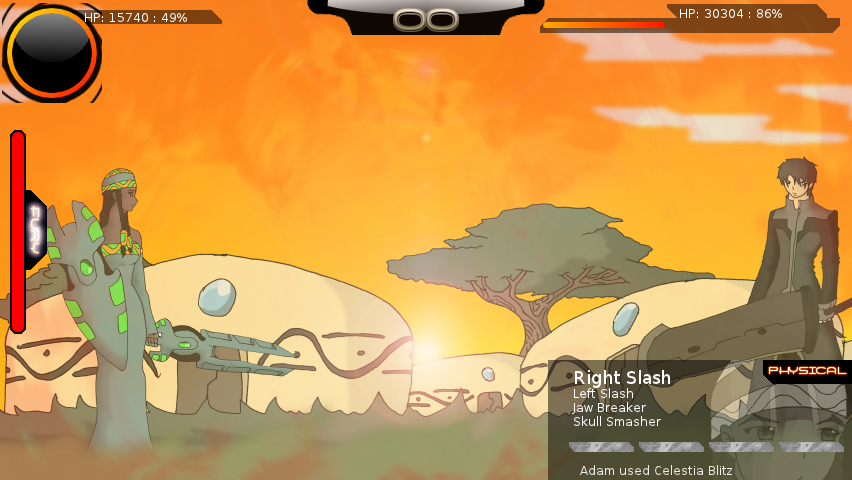 HP: 15740 : 49%
HP: 30304 : 86%
FURY
PHYSICAL
Right Slash
Left Slash
Jaw Breaker
Skull Smasher
Adam used Celestia Blitz